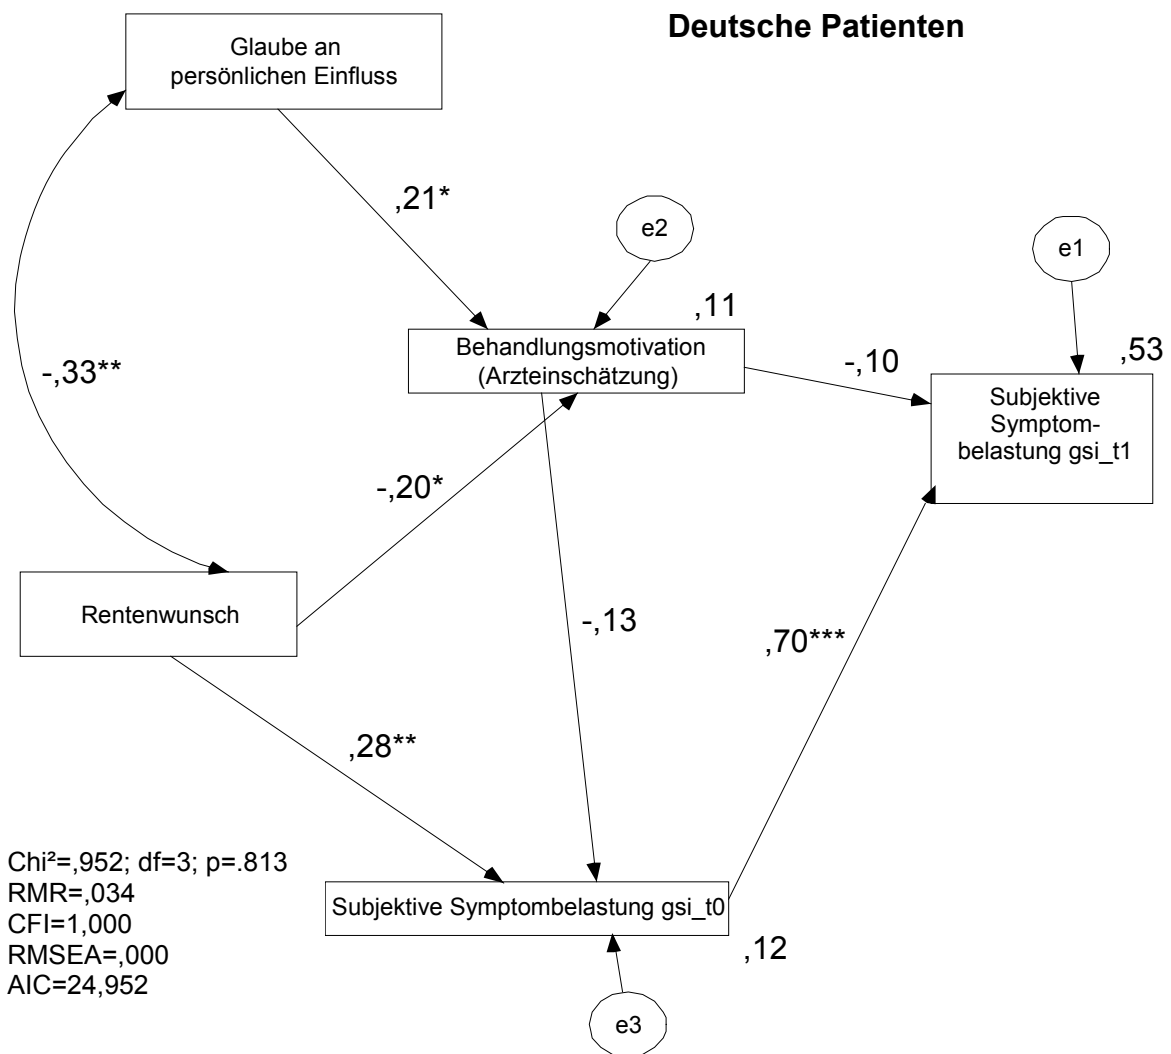 Deutsche Patienten
Glaube an
persönlichen Einfluss
,21*
e2
e1
,11
Behandlungsmotivation
(Arzteinschätzung)
-,10
,53
-,33**
Subjektive
Symptom-
belastung gsi_t1
-,20*
Rentenwunsch
-,13
,70***
,28**
Chi²=,952; df=3; p=.813
RMR=,034
CFI=1,000
RMSEA=,000
AIC=24,952
Subjektive Symptombelastung gsi_t0
,12
e3